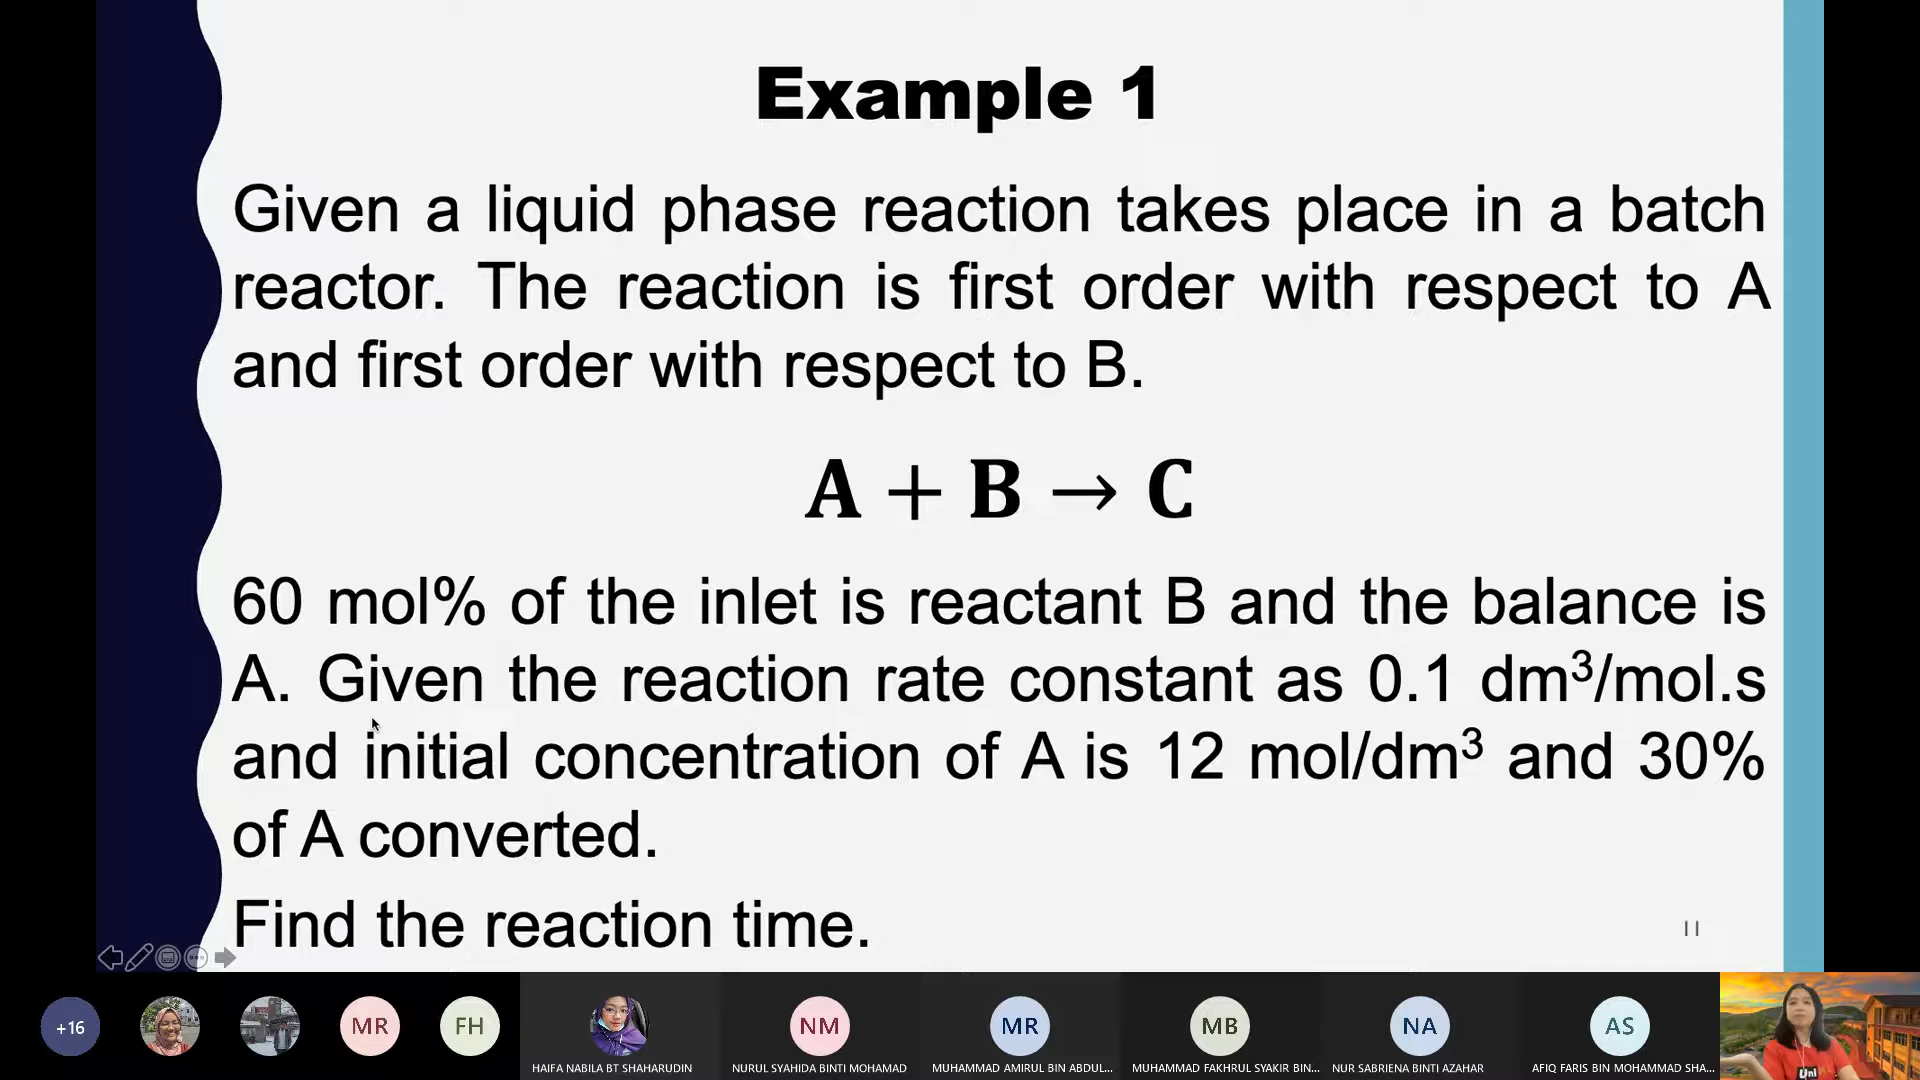 Example 1
Given a liquid phase reaction takes place in a batch
reactor. The reaction is first order with respect to A
and first order with respect to B.
A + B → C
60 mol% of the inlet is reactant B and the balance is
A. Given the reaction rate constant as 0.1 dm³/mol.s
and initial concentration of A is 12 mol/dm³ and 30%
of A converted.
Find the reaction time.
11
+16
MR
FH
HAIFA NABILA BT SHAHARUDIN
NM
NURUL SYAHIDA BINTI MOHAMAD
MR
MUHAMMAD AMIRUL BIN ABDUL...
MB
MUHAMMAD FAKHRUL SYAKIR BIN...
NA
NUR SABRIENA BINTI AZAHAR
AS
AFIQ FARIS BIN MOHAMMAD SHA...
Uni